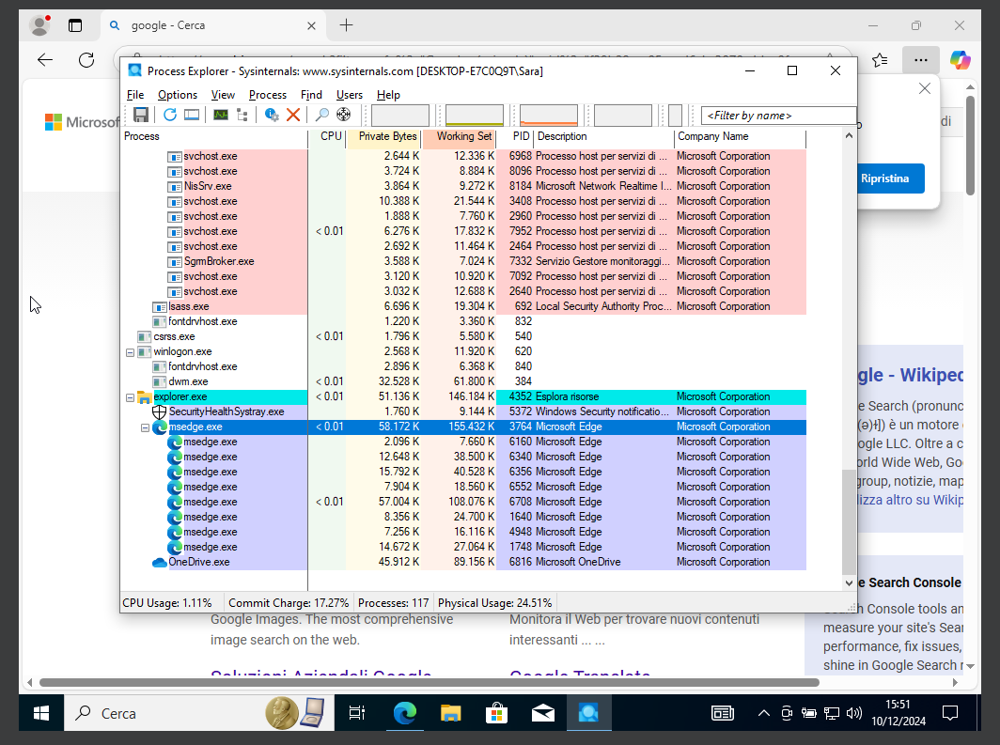 google - Cerca
Process Explorer - Sysinternals: www.sysinternals.com [DESKTOP-E7C0Q9T\Sara]
File Options View Process Find Users Help
<Filter by name>
Process CPU Private Bytes Working Set PID Description Company Name
svchost.exe 2.644 K 12.336 K 6968 Processo host per servizi di ... Microsoft Corporation
svchost.exe 3.724 K 8.884 K 8096 Processo host per servizi di ... Microsoft Corporation
NisSrv.exe 3.864 K 9.272 K 8184 Microsoft Network Realtime I... Microsoft Corporation
svchost.exe 10.388 K 21.544 K 3408 Processo host per servizi di ... Microsoft Corporation
svchost.exe 1.888 K 7.760 K 2960 Processo host per servizi di ... Microsoft Corporation
svchost.exe < 0.01 6.276 K 17.832 K 7952 Processo host per servizi di ... Microsoft Corporation
svchost.exe 2.692 K 11.464 K 2464 Processo host per servizi di ... Microsoft Corporation
SgrmBroker.exe 3.588 K 7.024 K 7332 Servizio Gestore monitoraggi... Microsoft Corporation
svchost.exe 3.120 K 10.920 K 7092 Processo host per servizi di ... Microsoft Corporation
svchost.exe 3.032 K 12.688 K 2640 Processo host per servizi di ... Microsoft Corporation
lsass.exe 6.696 K 19.304 K 692 Local Security Authority Proc... Microsoft Corporation
fontdrvhost.exe 1.220 K 3.360 K 832
csrss.exe < 0.01 1.796 K 5.580 K 540
winlogon.exe 2.568 K 11.920 K 620
fontdrvhost.exe 2.896 K 6.368 K 840
dwm.exe < 0.01 32.528 K 61.800 K 384
explorer.exe < 0.01 51.136 K 146.184 K 4352 Esplora risorse Microsoft Corporation
SecurityHealthSystray.exe 1.760 K 9.144 K 5372 Windows Security notificatio... Microsoft Corporation
msedge.exe < 0.01 58.172 K 155.432 K 3764 Microsoft Edge Microsoft Corporation
msedge.exe 2.096 K 7.660 K 6160 Microsoft Edge Microsoft Corporation
msedge.exe 12.648 K 38.500 K 6340 Microsoft Edge Microsoft Corporation
msedge.exe 15.792 K 40.528 K 6356 Microsoft Edge Microsoft Corporation
msedge.exe 7.904 K 18.560 K 6552 Microsoft Edge Microsoft Corporation
msedge.exe < 0.01 57.004 K 108.076 K 6708 Microsoft Edge Microsoft Corporation
msedge.exe 8.356 K 24.700 K 1640 Microsoft Edge Microsoft Corporation
msedge.exe 7.256 K 16.116 K 4948 Microsoft Edge Microsoft Corporation
msedge.exe 14.672 K 27.064 K 1748 Microsoft Edge Microsoft Corporation
OneDrive.exe 45.912 K 89.156 K 6816 Microsoft OneDrive Microsoft Corporation
CPU Usage: 1.11% Commit Charge: 17.27% Processes: 117 Physical Usage: 24.51%
Microsof
di
Ripristina
gle - Wikiped
e Search (pronunc
(ə)ɫ]) è un motore
ogle LLC. Oltre a c
orld Wide Web, Go
group, notizie, map
lizza altro su Wikip
e Search Console
Search Console tools an
measure your site's Sear
performance, fix issues,
shine in Google Search r
Google Images. The most comprehensive
image search on the web.
Monitora il Web per trovare nuovi contenuti
interessanti ... ...
Soluzioni Aziendali Google
Google Translate
Cerca
15:51
10/12/2024